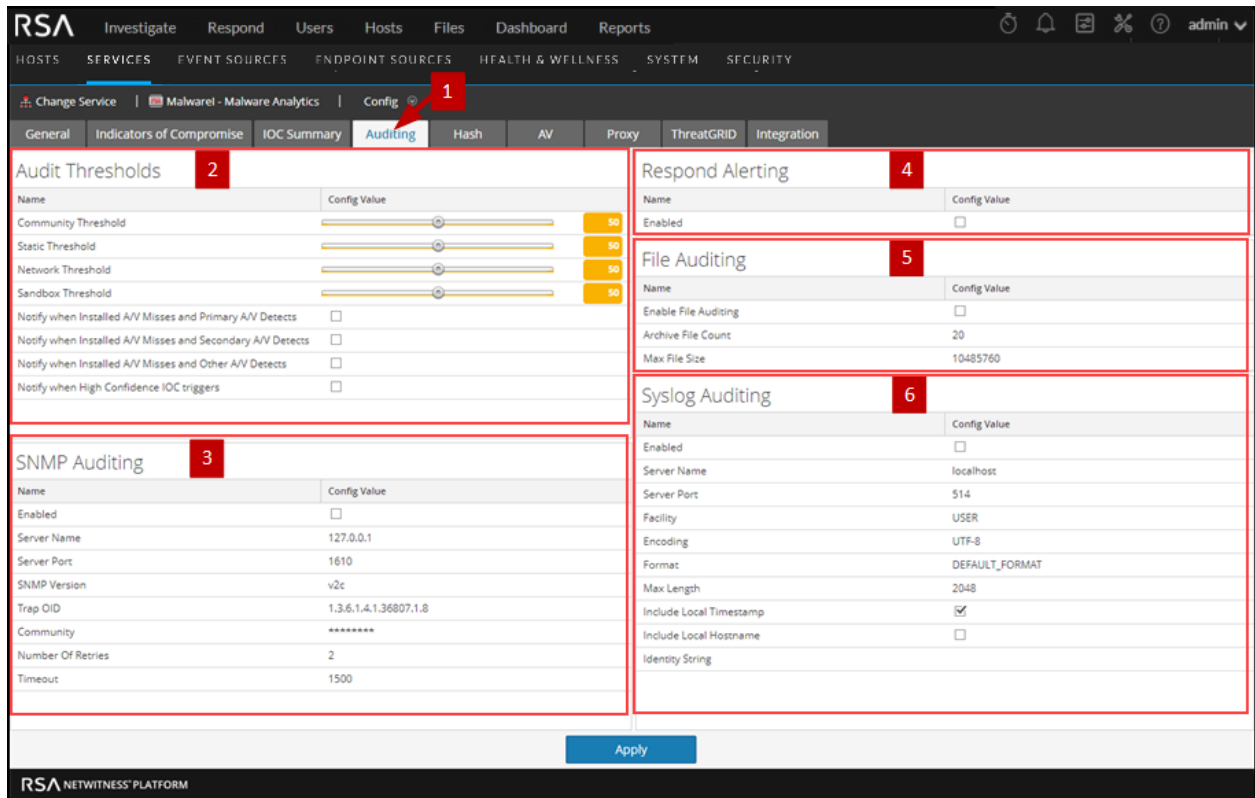 RSA Investigate Respond Users Hosts Files Dashboard Reports admin
HOSTS SERVICES EVENT SOURCES ENDPOINT SOURCES HEALTH & WELLNESS SYSTEM SECURITY
Change Service | Malwarel - Malware Analytics | Config
1
General Indicators of Compromise IOC Summary Auditing Hash AV Proxy ThreatGRID Integration
Audit Thresholds 2
Name Config Value
Community Threshold 50
Static Threshold 50
Network Threshold 50
Sandbox Threshold 50
Notify when Installed A/V Misses and Primary A/V Detects
Notify when Installed A/V Misses and Secondary A/V Detects
Notify when Installed A/V Misses and Other A/V Detects
Notify when High Confidence IOC triggers
SNMP Auditing 3
Name Config Value
Enabled
Server Name 127.0.0.1
Server Port 1610
SNMP Version v2c
Trap OID 1.3.6.1.4.1.36807.1.8
Community ********
Number Of Retries 2
Timeout 1500
Respond Alerting 4
Name Config Value
Enabled
File Auditing 5
Name Config Value
Enable File Auditing
Archive File Count 20
Max File Size 10485760
Syslog Auditing 6
Name Config Value
Enabled
Server Name localhost
Server Port 514
Facility USER
Encoding UTF-8
Format DEFAULT_FORMAT
Max Length 2048
Include Local Timestamp
Include Local Hostname
Identity String
Apply
RSA NETWITNESS® PLATFORM